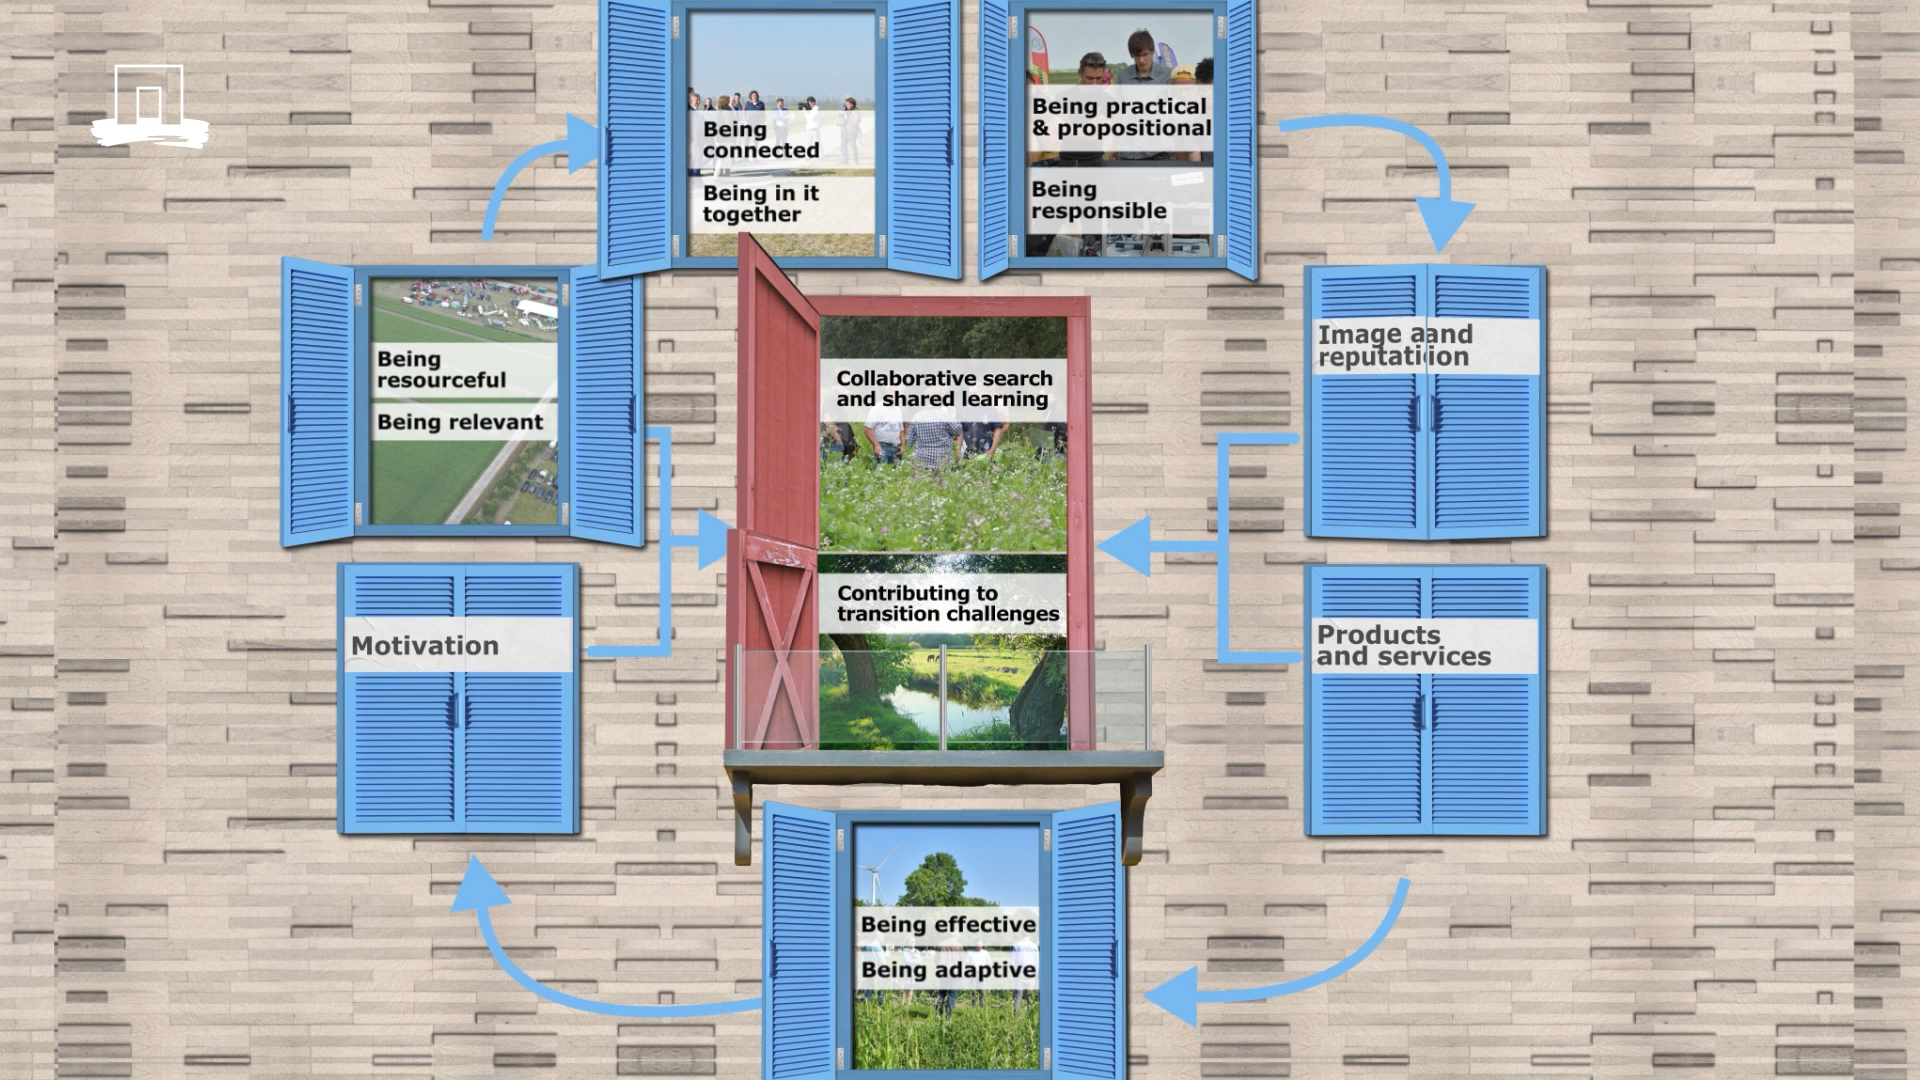 Being
connected
Being in it
together
Being practical
& propositional
Being
responsible
Being
resourceful
Being relevant
Collaborative search
and shared learning
Image aand
reputatiion
Motivation
Contributing to
transition challenges
Products
and services
Being effective
Being adaptive